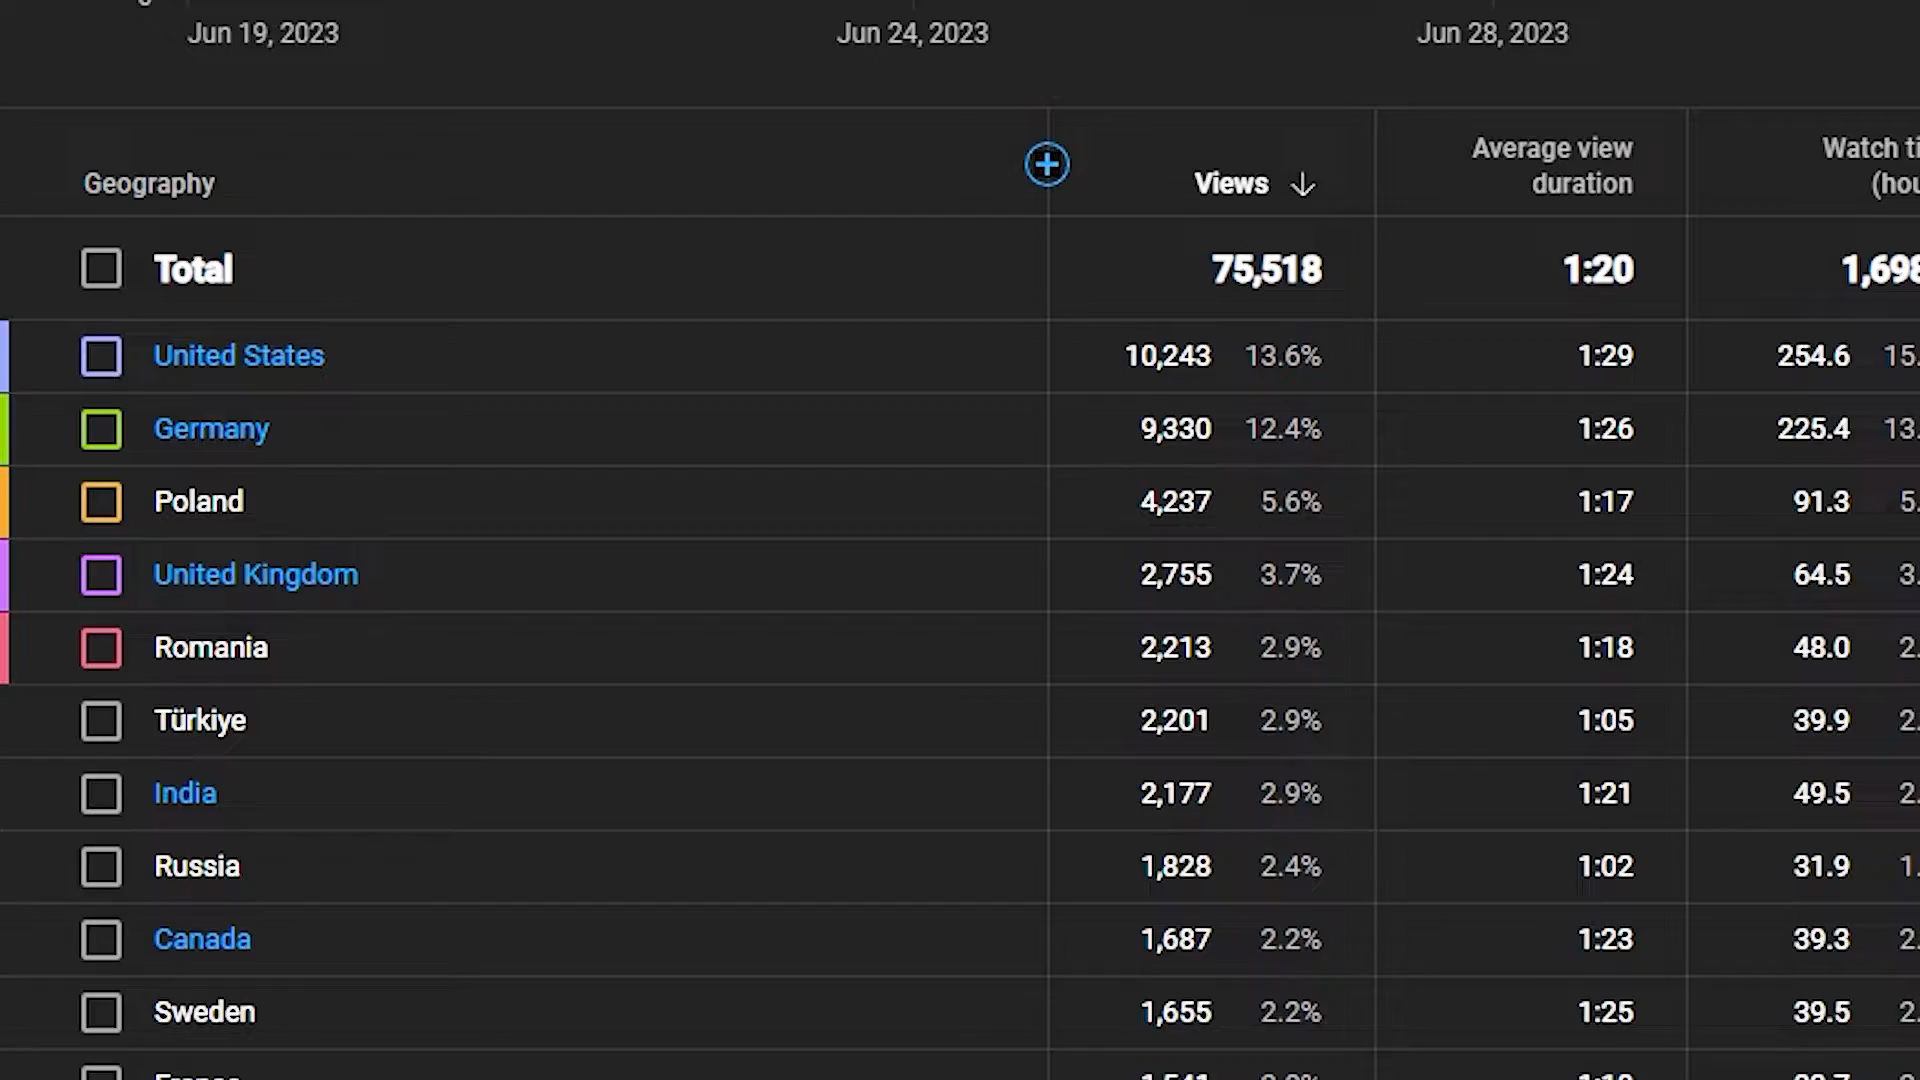 Jun 19, 2023 Jun 24, 2023 Jun 28, 2023
Geography Views Average view duration Watch
Total 75,518 1:20
United States 10,243 13.6% 1:29 254.6
Germany 9,330 12.4% 1:26 225.4
Poland 4,237 5.6% 1:17 91.3
United Kingdom 2,755 3.7% 1:24 64.5
Romania 2,213 2.9% 1:18 48.0
Türkiye 2,201 2.9% 1:05 39.9
India 2,177 2.9% 1:21 49.5
Russia 1,828 2.4% 1:02 31.9
Canada 1,687 2.2% 1:23 39.3
Sweden 1,655 2.2% 1:25 39.5